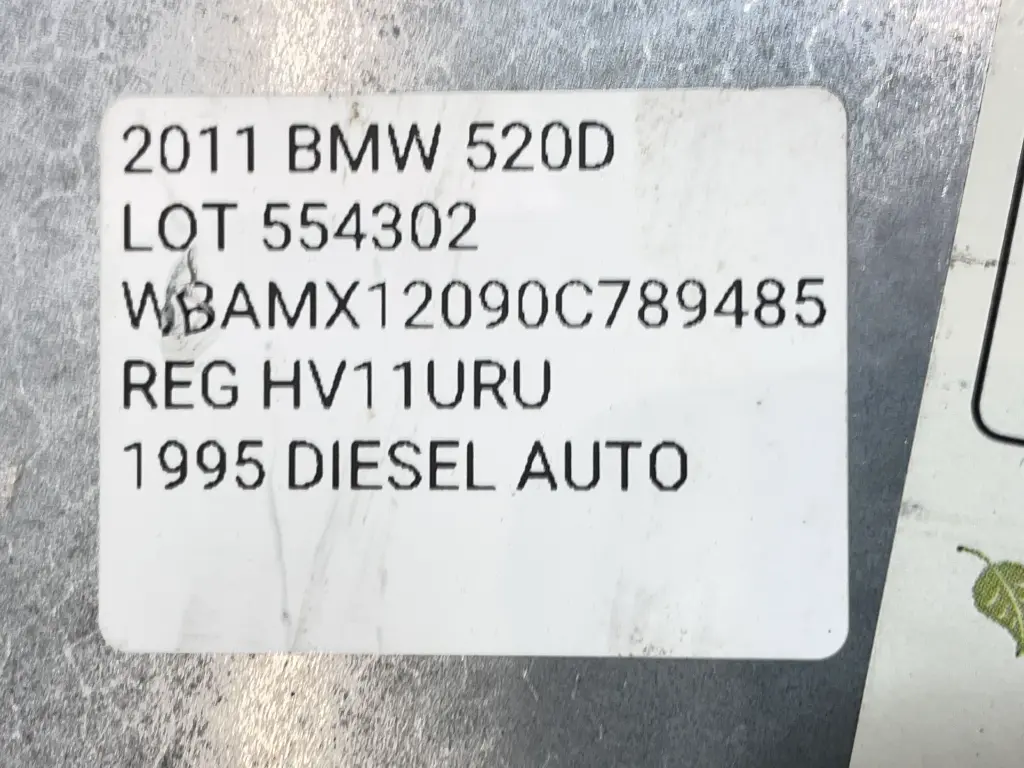 2011 BMW 520D
LOT 554302
WBAMX12090C789485
REG HV11URU
1995 DIESEL AUTO